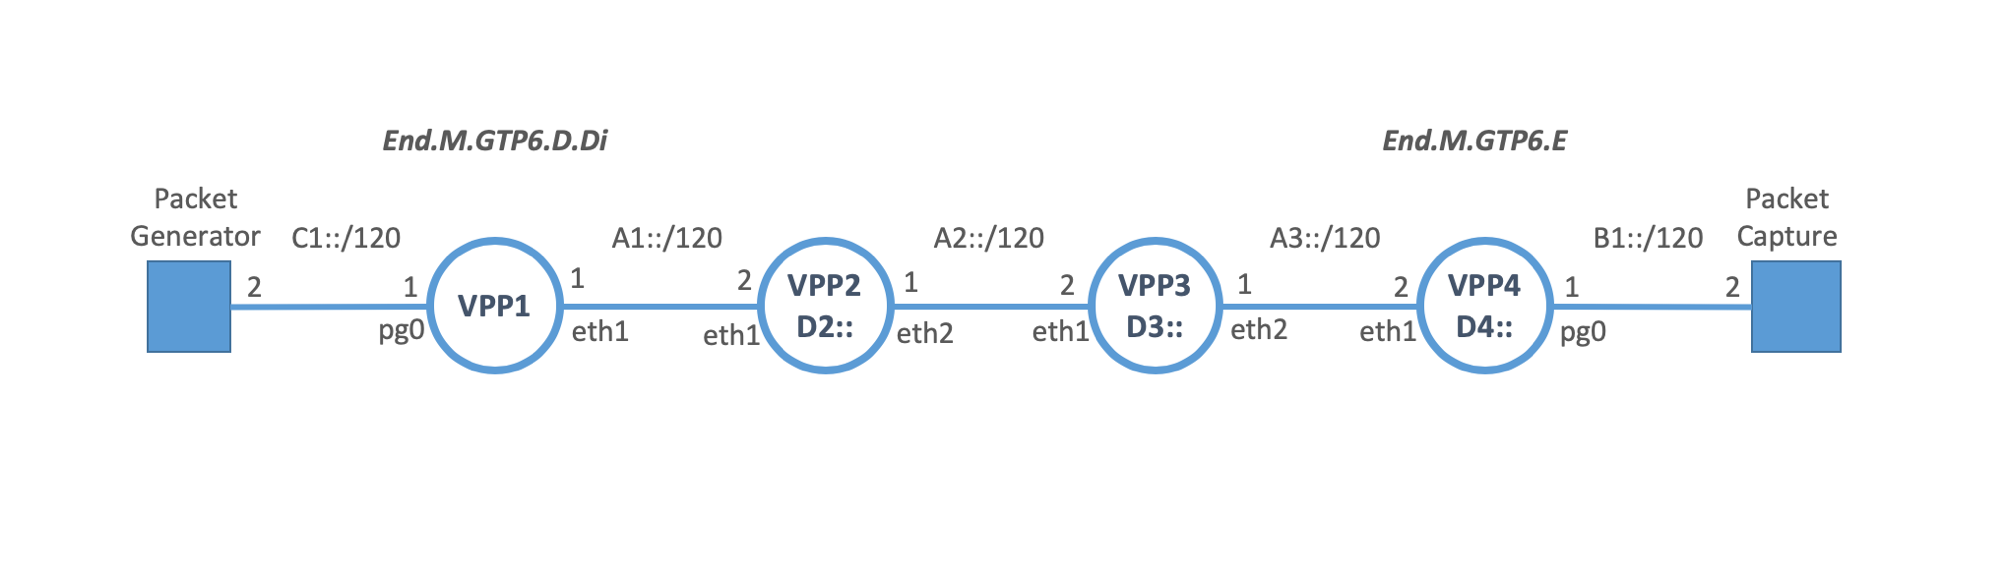 End.M.GTP6.D.Di
End.M.GTP6.E
Packet
Generator
C1::/120
A1::/120
A2::/120
A3::/120
B1::/120
Packet
Capture
2
1
pg0
VPP1
1
eth1
2
eth1
VPP2
D2::
1
eth2
2
eth1
VPP3
D3::
1
eth2
2
eth1
VPP4
D4::
1
pg0
2